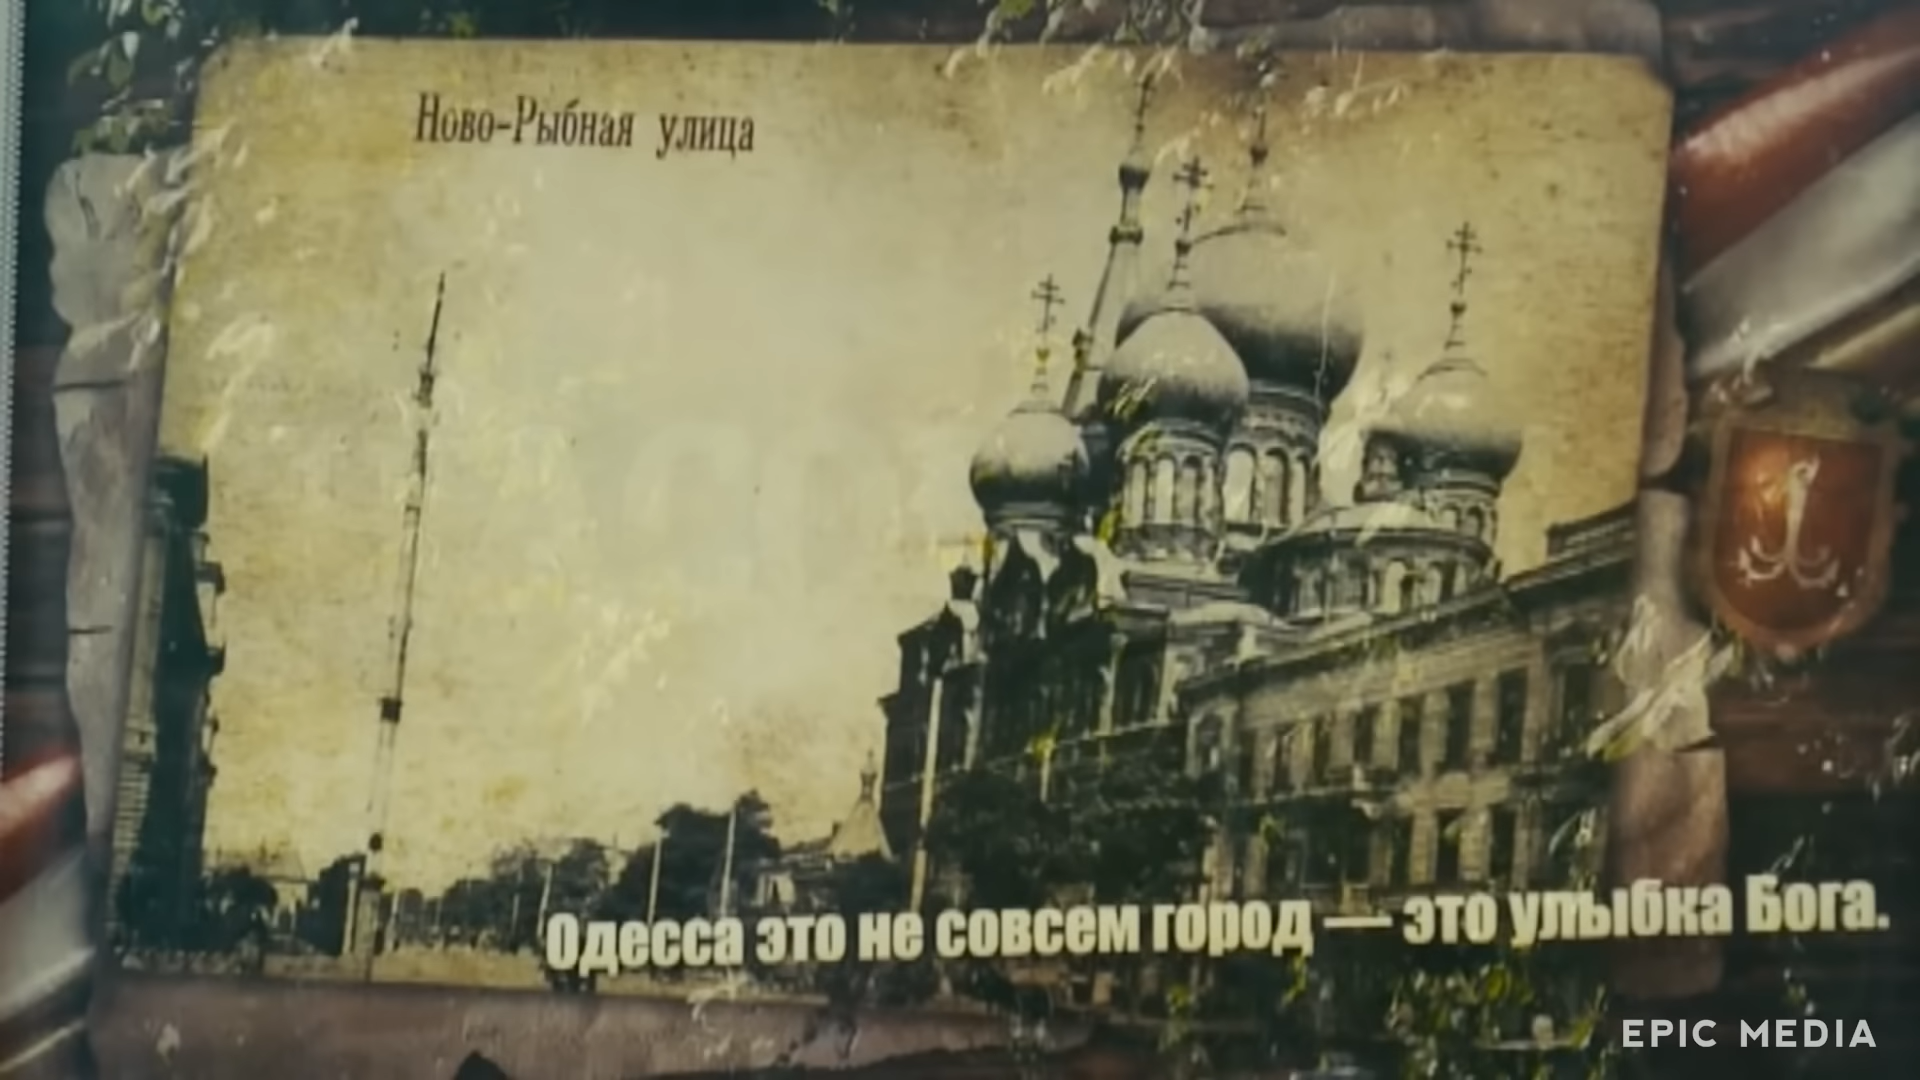 Ново-Рыбная улица
Одесса это не совсем город — это улыбка Бога.
EPIC MEDIA